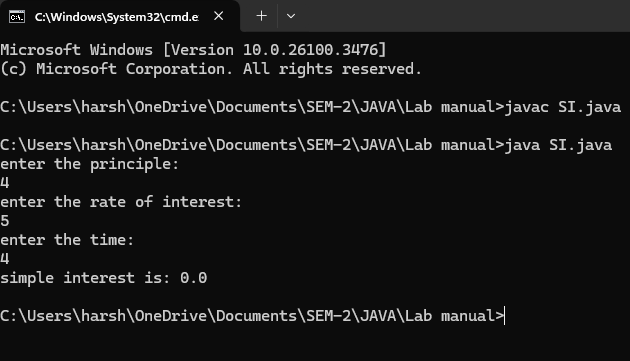 C:\Windows\System32\cmd.e:
Microsoft Windows [Version 10.0.26100.3476]
(c) Microsoft Corporation. All rights reserved.
C:\Users\harsh\OneDrive\Documents\SEM-2\JAVA\Lab manual>javac SI.java
C:\Users\harsh\OneDrive\Documents\SEM-2\JAVA\Lab manual>java SI.java
enter the principle:
4
enter the rate of interest:
5
enter the time:
4
simple interest is: 0.0
C:\Users\harsh\OneDrive\Documents\SEM-2\JAVA\Lab manual>